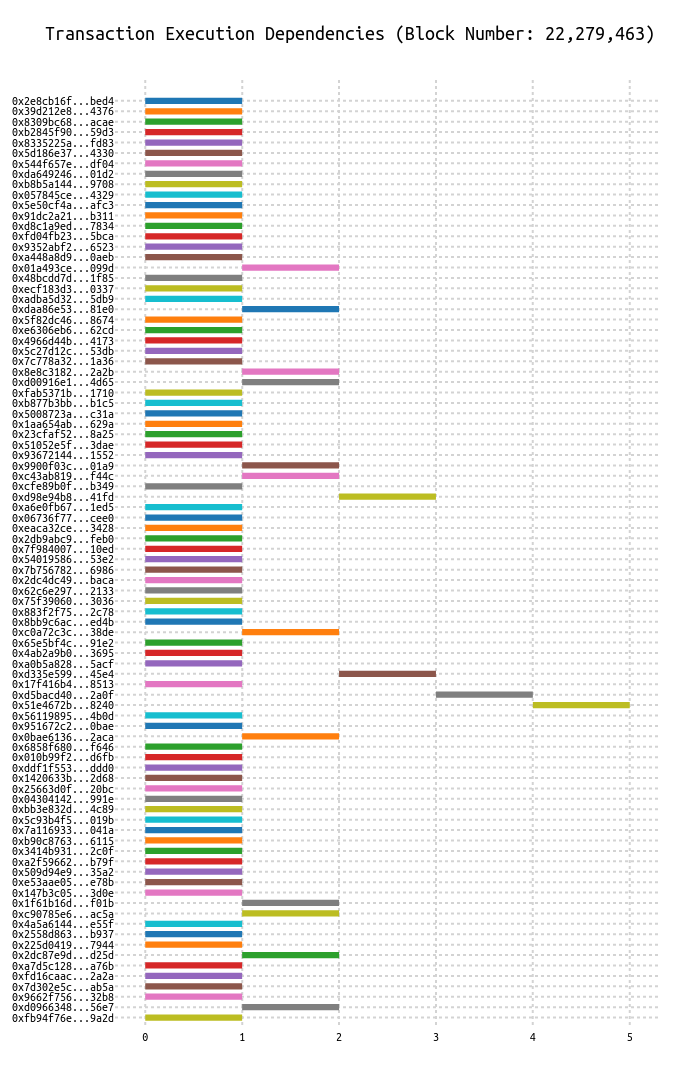 Transaction Execution Dependencies (Block Number: 22,279,463)
0x2e8cb16f...bed4
0x39d212e8...4376
0x8309bc68...acae
0xb2845f90...59d3
0x8335225a...fd83
0x5d186e37...4330
0x544f657e...df04
0xda649246...01d2
0xb8b5a144...9708
0x057845ce...4329
0x5e50cf4a...afc3
0x91dc2a21...b311
0xd8c1a9ed...7834
0xfd04fb23...5bca
0x9352abf2...6523
0xa448a8d9...0aeb
0x01a493ce...099d
0x48bcdd7d...1f85
0xecf183d3...0337
0xadba5d32...5db9
0xdaa86e53...81e0
0x5f82dc46...8674
0xe6306eb6...62cd
0x4966d44b...4173
0x5c27d12c...53db
0x7c778a32...1a36
0x8e8c3182...2a2b
0xd00916e1...4d65
0xfab5371b...1710
0xb877b3bb...b1c5
0x5008723a...c31a
0x1aa654ab...629a
0x23cfaf52...8a25
0x51052e5f...3dae
0x93672144...1552
0x9900f03c...01a9
0xc43ab819...f44c
0xcfe89b0f...b349
0xd98e94b8...41fd
0xa6e0fb67...1ed5
0x06736f77...cee0
0xeaca32ce...3428
0x2db9abc9...feb0
0x7f984007...10ed
0x54019586...53e2
0x7b756782...6986
0x2dc4dc49...baca
0x62c6e297...2133
0x75f39060...3036
0x883f2f75...2c78
0x8bb9c6ac...ed4b
0xc0a72c3c...38de
0x65e5bf4c...91e2
0x4ab2a9b0...3695
0xa0b5a828...5acf
0xd335e599...45e4
0x17f416b4...8513
0xd5bacd40...2a0f
0x51e4672b...8240
0x56119895...4b0d
0x951672c2...0bae
0x0bae6136...2aca
0x6858f680...f646
0x010b99f2...d6fb
0xddf1f553...ddd0
0x1420633b...2d68
0x25663d0f...20bc
0x04304142...991e
0xbb3e832d...4c89
0x5c93b4f5...019b
0x7a116933...041a
0xb90c8763...6115
0x3414b931...2c0f
0xa2f59662...b79f
0x509d94e9...35a2
0xe53aae05...e78b
0x147b3c05...3d0e
0x1f61b16d...f01b
0xc90785e6...ac5a
0x4a5a6144...e55f
0x2558d863...b937
0x225d0419...7944
0x2dc87e9d...d25d
0xa7d5c128...a76b
0xfd16caac...2a2a
0x7d302e5c...ab5a
0x9662f756...32b8
0xd0966348...56e7
0xfb94f76e...9a2d
0 1 2 3 4 5